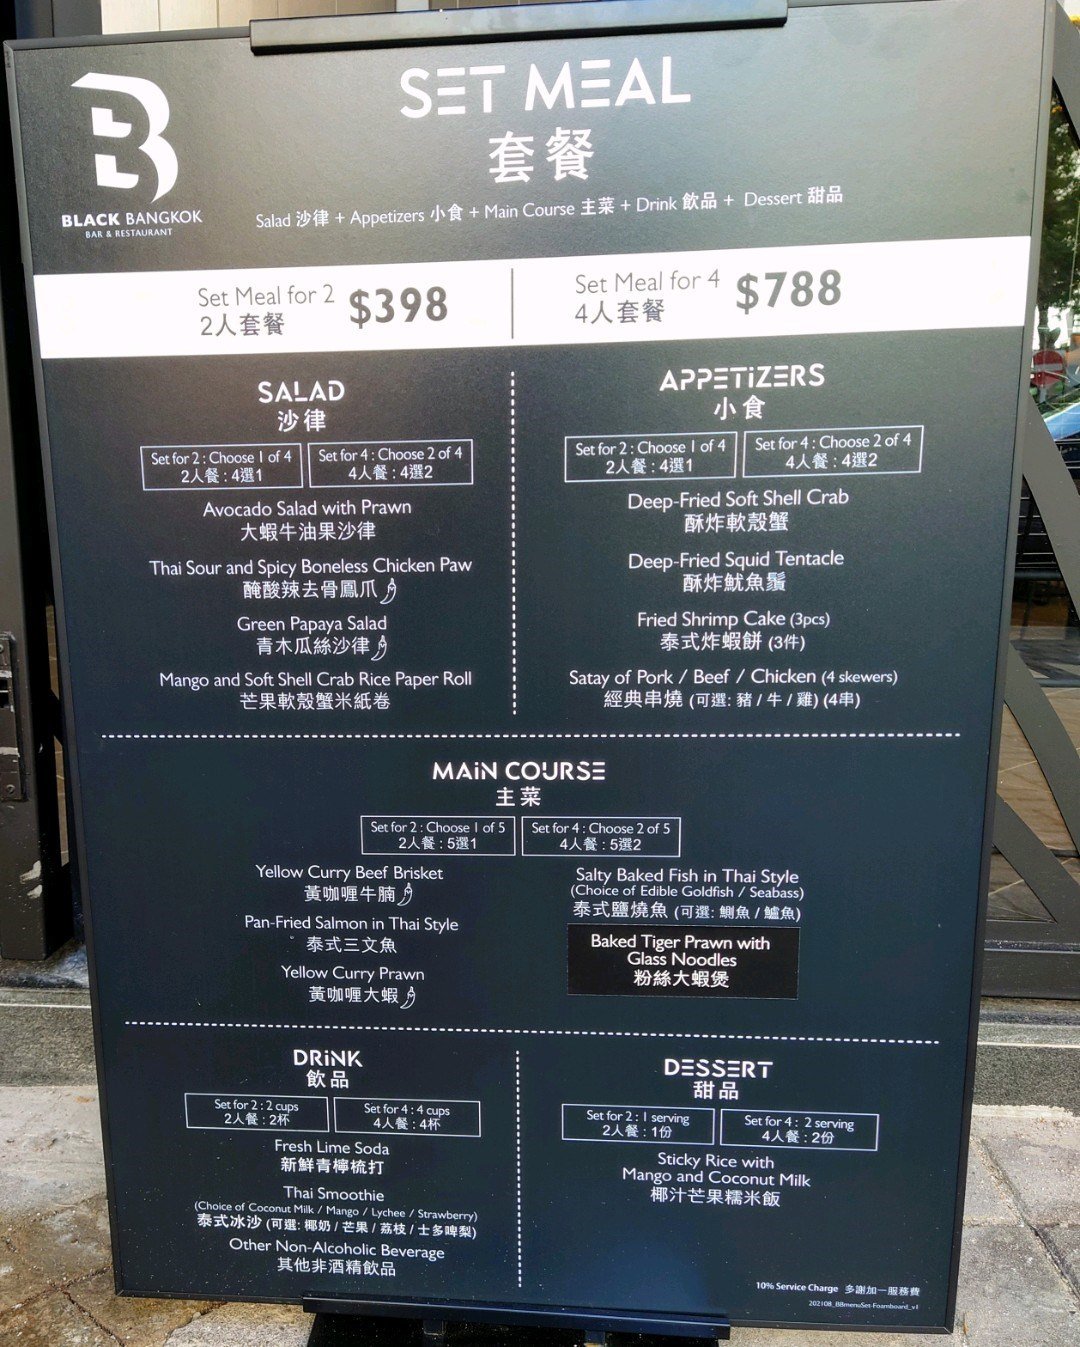 SET MEAL
套餐
BLACK BANGKOK
BAR & RESTAURANT
Salad 沙律 + Appetizers 小食 + Main Course 主菜 + Drink 飲品 + Dessert 甜品
Set Meal for 2 $398
2人套餐
Set Meal for 4 $788
4人套餐
SALAD
沙律
Set for 2 : Choose 1 of 4
2人餐 : 4選1
Set for 4 : Choose 2 of 4
4人餐 : 4選2
Avocado Salad with Prawn
大蝦牛油果沙律
Thai Sour and Spicy Boneless Chicken Paw
醃酸辣去骨鳳爪
Green Papaya Salad
青木瓜絲沙律
Mango and Soft Shell Crab Rice Paper Roll
芒果軟殼蟹米紙卷
APPETiZERS
小食
Set for 2 : Choose 1 of 4
2人餐 : 4選1
Set for 4 : Choose 2 of 4
4人餐 : 4選2
Deep-Fried Soft Shell Crab
酥炸軟殼蟹
Deep-Fried Squid Tentacle
酥炸魷魚鬚
Fried Shrimp Cake (3pcs)
泰式炸蝦餅 (3件)
Satay of Pork / Beef / Chicken (4 skewers)
經典串燒 (可選: 豬 / 牛 / 雞) (4串)
MAiN COURSE
主菜
Set for 2 : Choose 1 of 5
2人餐 : 5選1
Set for 4 : Choose 2 of 5
4人餐 : 5選2
Yellow Curry Beef Brisket
黃咖喱牛腩
Pan-Fried Salmon in Thai Style
泰式三文魚
Yellow Curry Prawn
黃咖喱大蝦
Salty Baked Fish in Thai Style
(Choice of Edible Goldfish / Seabass)
泰式鹽燒魚 (可選: 鰂魚 / 鱸魚)
Baked Tiger Prawn with
Glass Noodles
粉絲大蝦煲
DRiNK
飲品
Set for 2 : 2 cups
2人餐 : 2杯
Set for 4 : 4 cups
4人餐 : 4杯
Fresh Lime Soda
新鮮青檸梳打
Thai Smoothie
(Choice of Coconut Milk / Mango / Lychee / Strawberry)
泰式冰沙 (可選: 椰奶 / 芒果 / 荔枝 / 士多啤梨)
Other Non-Alcoholic Beverage
其他非酒精飲品
DESSERT
甜品
Set for 2 : 1 serving
2人餐 : 1份
Set for 4 : 2 serving
4人餐 : 2份
Sticky Rice with
Mango and Coconut Milk
椰汁芒果糯米飯
10% Service Charge 多謝加一服務費
202108_BBmenuSet-Foamboard_v1